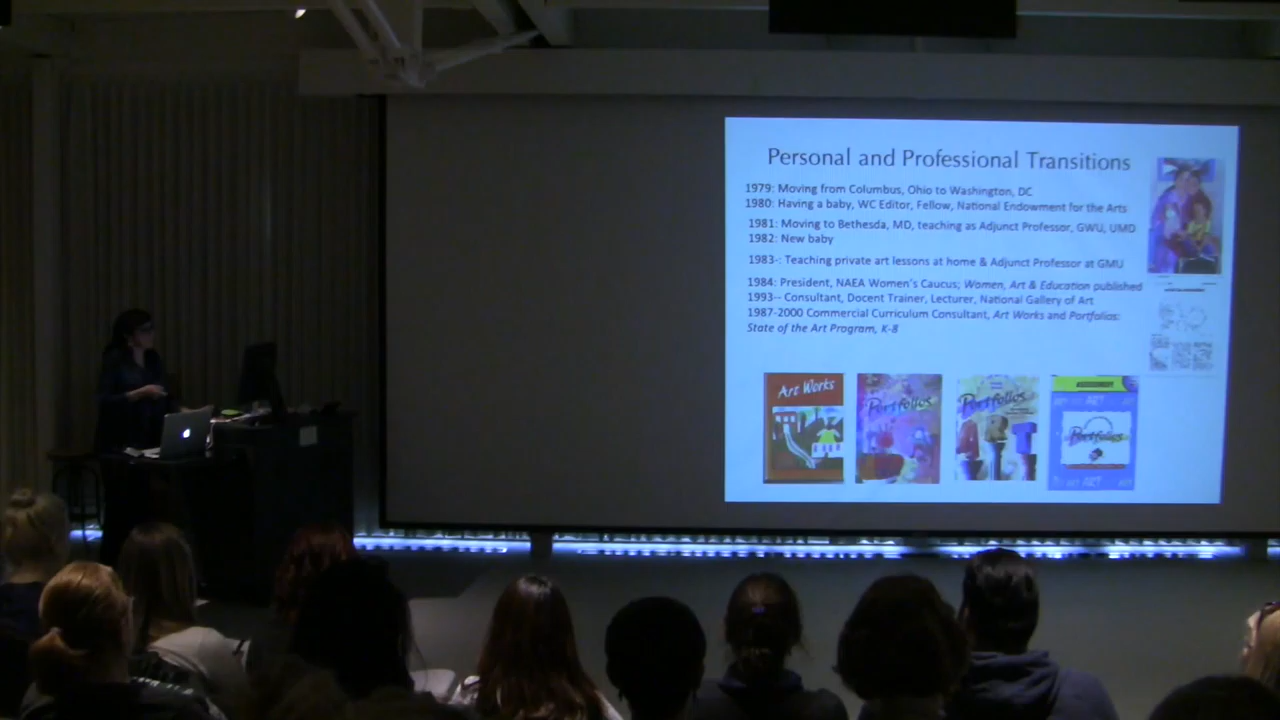 Personal and Professional Transitions
1979: Moving from Columbus, Ohio to Washington, DC
1980: Having a baby, WC Editor, Fellow, National Endowment for the Arts
1981: Moving to Bethesda, MD, teaching as Adjunct Professor, GWU, UMD
1982: New baby
1983-: Teaching private art lessons at home & Adjunct Professor at GMU
1984: President, NAEA Women's Caucus; Women, Art & Education published
1993-- Consultant, Docent Trainer, Lecturer, National Gallery of Art
1987-2000 Commercial Curriculum Consultant, Art Works and Portfolios:
State of the Art Program, K-8
Art Works
Portfolios
Portfolios
ART
ASSESSMENT
ART
Portfolios
ART